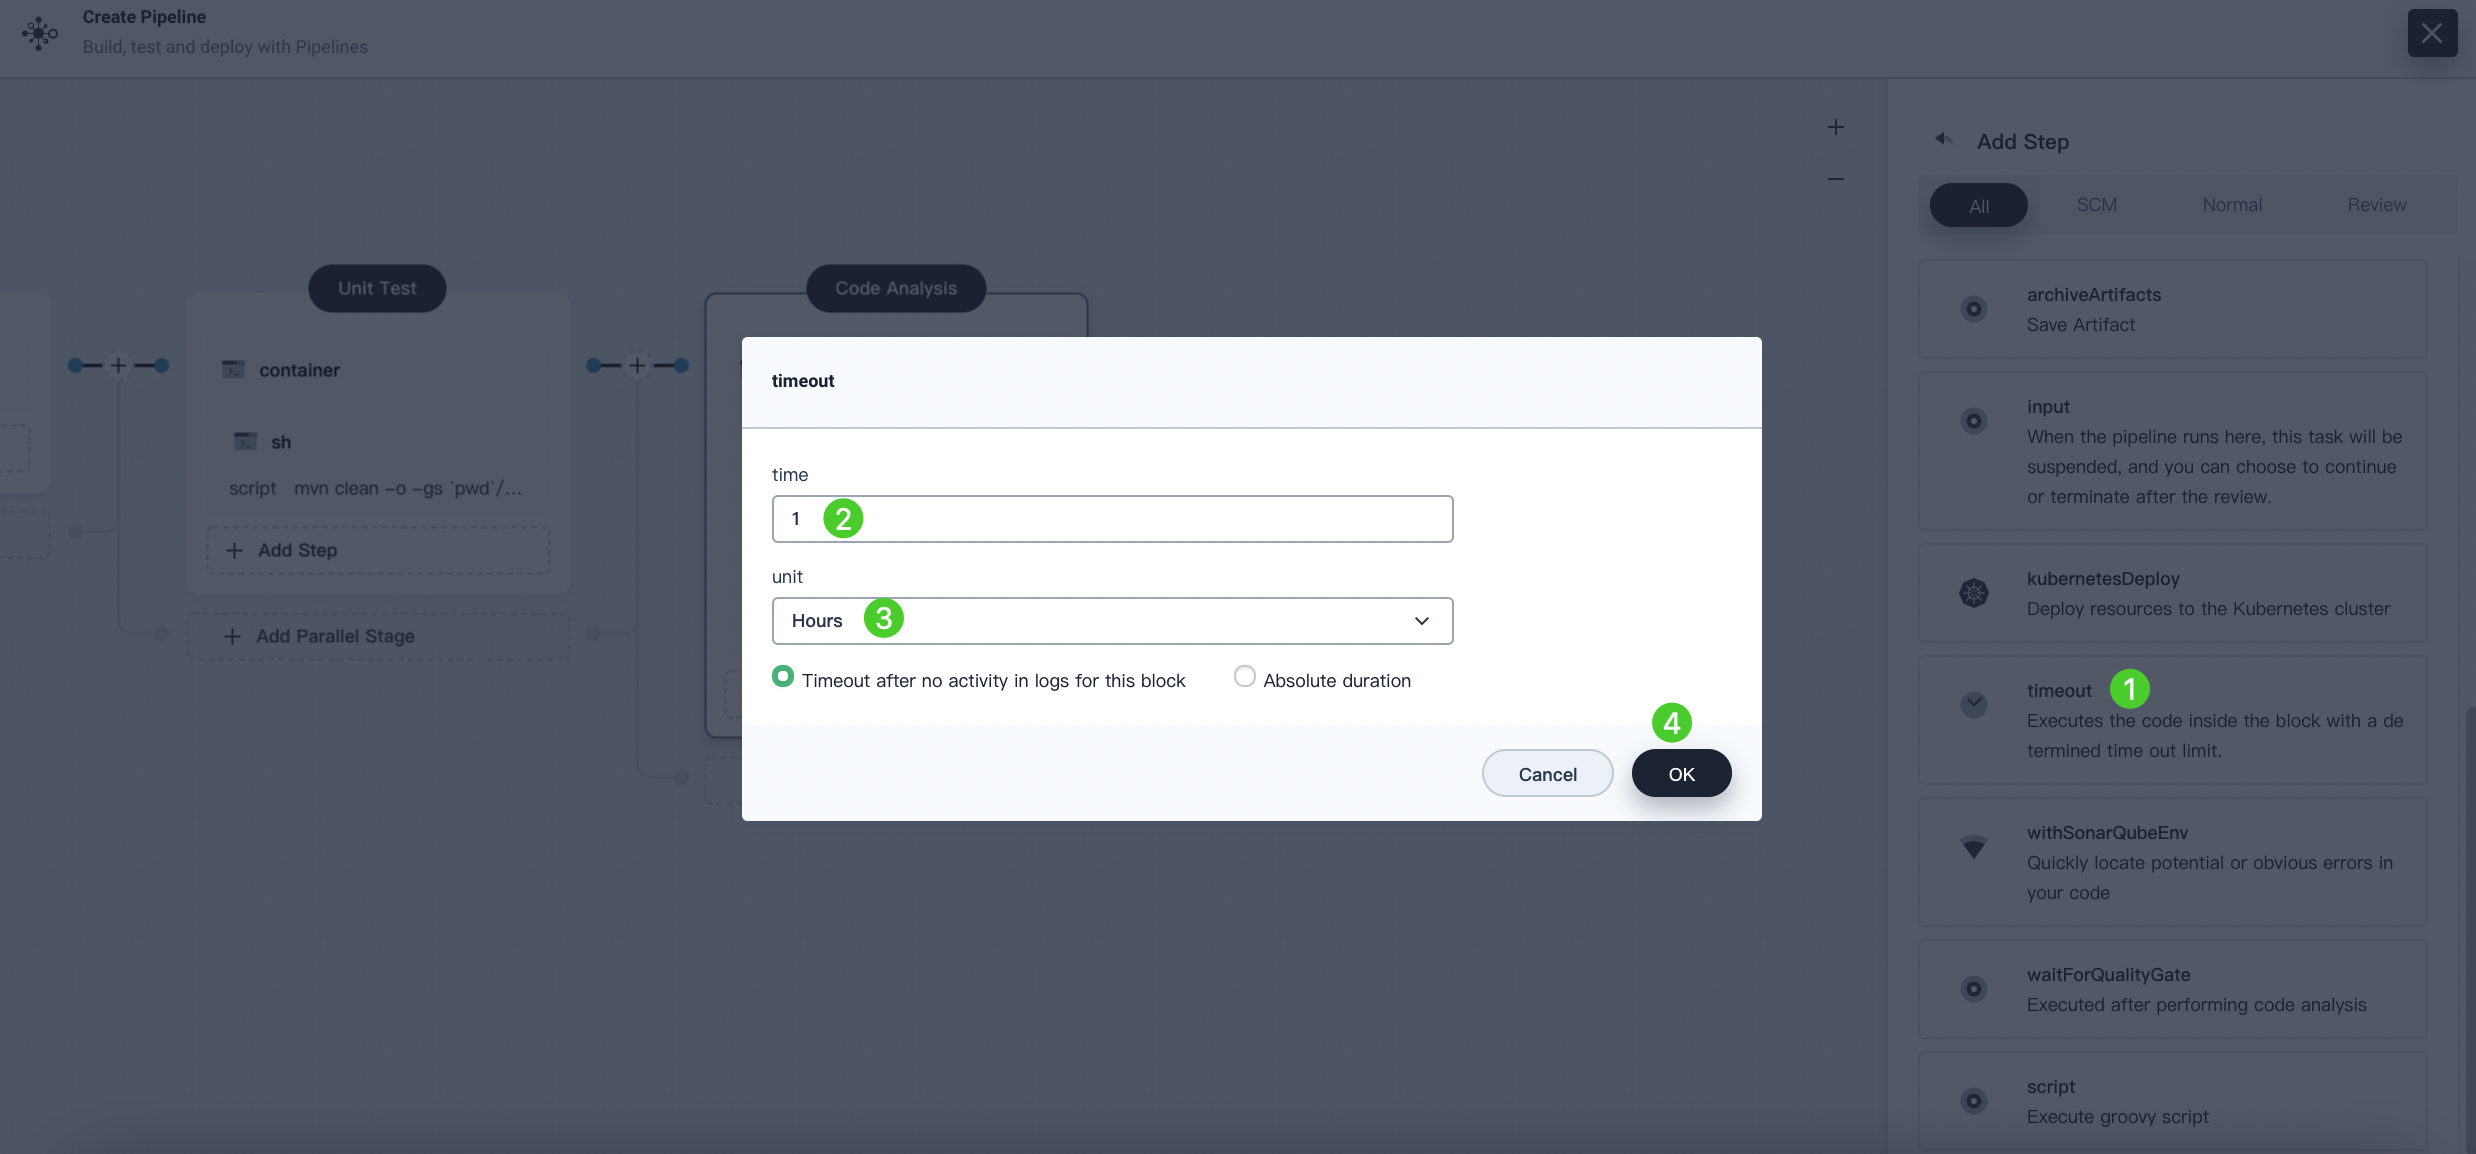 Create Pipeline
Build, test and deploy with Pipelines
Add Step
All SCM Normal Review
Unit Test
container
sh
script mvn clean -o -gs `pwd`/...
Add Step
Add Parallel Stage
Code Analysis
timeout
time
1 2
unit
Hours 3
Timeout after no activity in logs for this block
Absolute duration
4
Cancel
OK
archiveArtifacts
Save Artifact
input
When the pipeline runs here, this task will be
suspended, and you can choose to continue
or terminate after the review.
kubernetesDeploy
Deploy resources to the Kubernetes cluster
timeout 1
Executes the code inside the block with a de
termined time out limit.
withSonarQubeEnv
Quickly locate potential or obvious errors in
your code
waitForQualityGate
Executed after performing code analysis
script
Execute groovy script